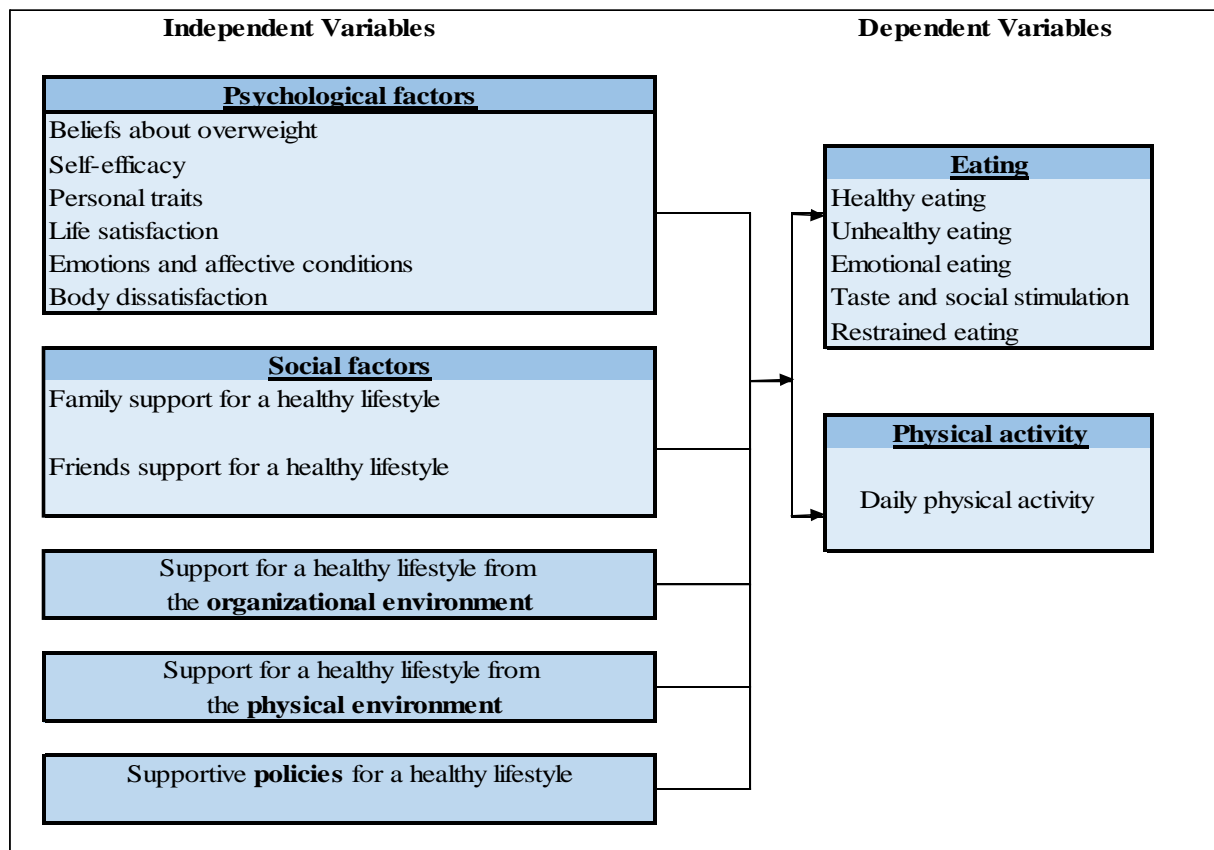 Independent Variables
Dependent Variables
Psychological factors
Beliefs about overweight
Self-efficacy
Personal traits
Life satisfaction
Emotions and affective conditions
Body dissatisfaction
Social factors
Family support for a healthy lifestyle
Friends support for a healthy lifestyle
Support for a healthy lifestyle from
the organizational environment
Support for a healthy lifestyle from
the physical environment
Supportive policies for a healthy lifestyle
Eating
Healthy eating
Unhealthy eating
Emotional eating
Taste and social stimulation
Restrained eating
Physical activity
Daily physical activity